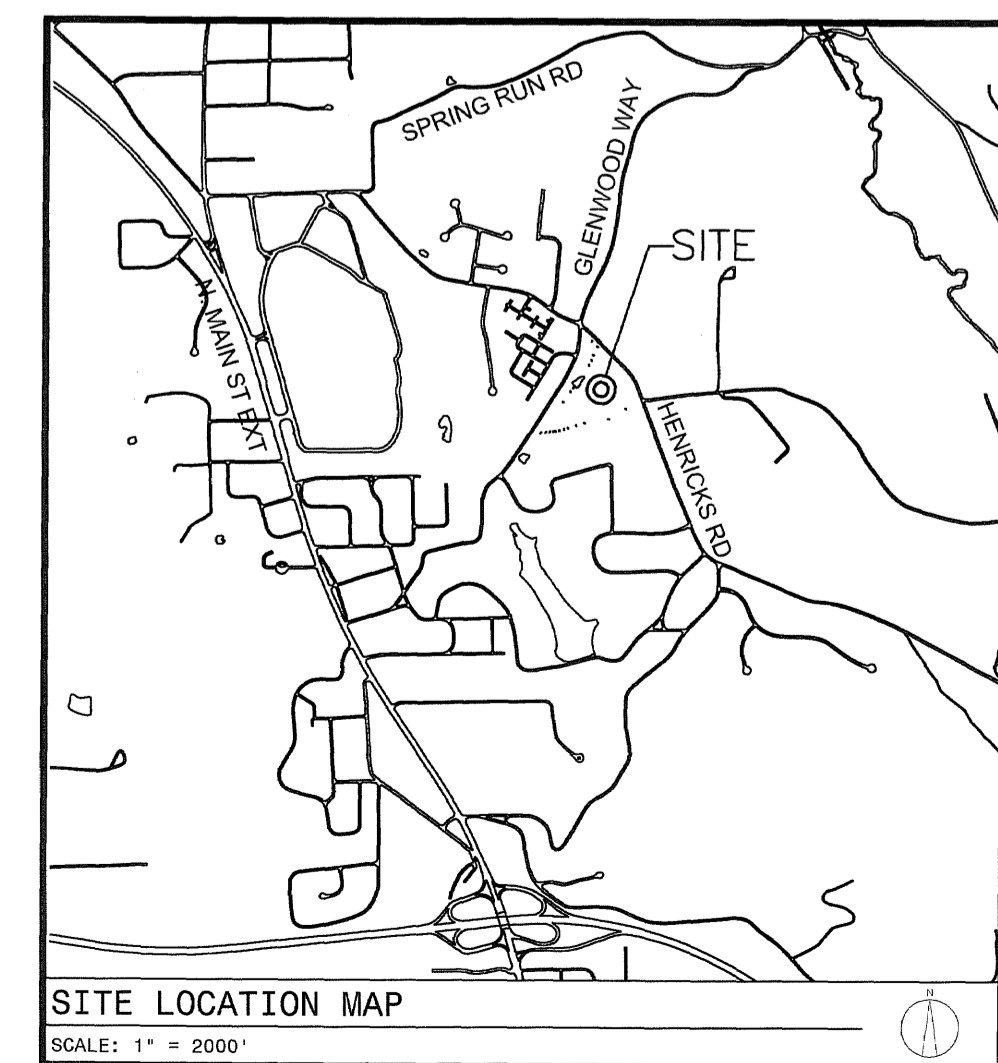 SPRING RUN RD
GLENWOOD WAY
SITE
N. MAIN ST EXT
HENRICKS RD
SITE LOCATION MAP
N
SCALE: 1" = 2000'